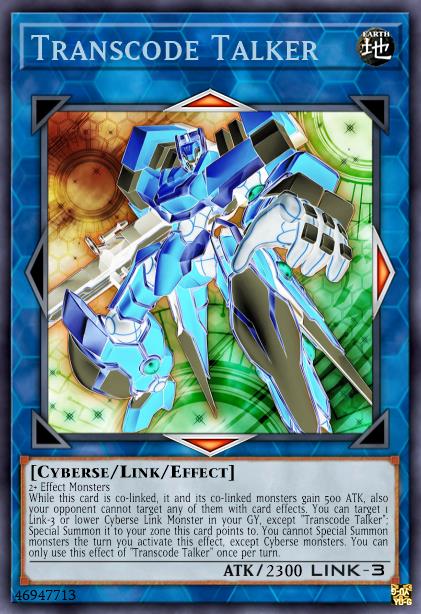 TRANSCODE TALKER
EARTH
地
[CYBERSE/LINK/EFFECT]
2+ Effect Monsters
While this card is co-linked, it and its co-linked monsters gain 500 ATK, also
your opponent cannot target any of them with card effects. You can target 1
Link-3 or lower Cyberse Link Monster in your GY, except "Transcode Talker";
Special Summon it to your zone this card points to. You cannot Special Summon
monsters the turn you activate this effect, except Cyberse monsters. You can
only use this effect of "Transcode Talker" once per turn.
ATK/2300 LINK-3
46947713